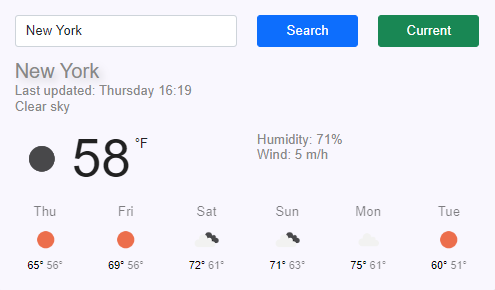 New York Search Current
New York
Last updated: Thursday 16:19
Clear sky
58 °F
Humidity: 71%
Wind: 5 m/h
Thu Fri Sat Sun Mon Tue
65° 56° 69° 56° 72° 61° 71° 63° 75° 61° 60° 51°